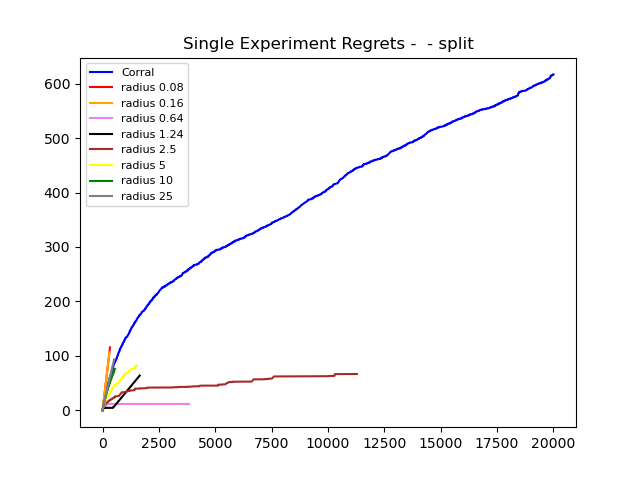 Single Experiment Regrets -  - split
Corral
radius 0.08
radius 0.16
radius 0.64
radius 1.24
radius 2.5
radius 5
radius 10
radius 25
600
500
400
300
200
100
0
0 2500 5000 7500 10000 12500 15000 17500 20000